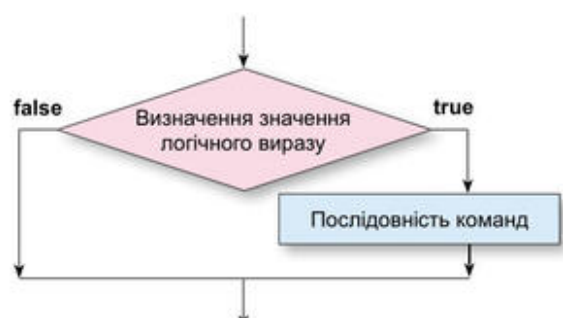 false
true
Визначення значення
логічного виразу
Послідовність команд